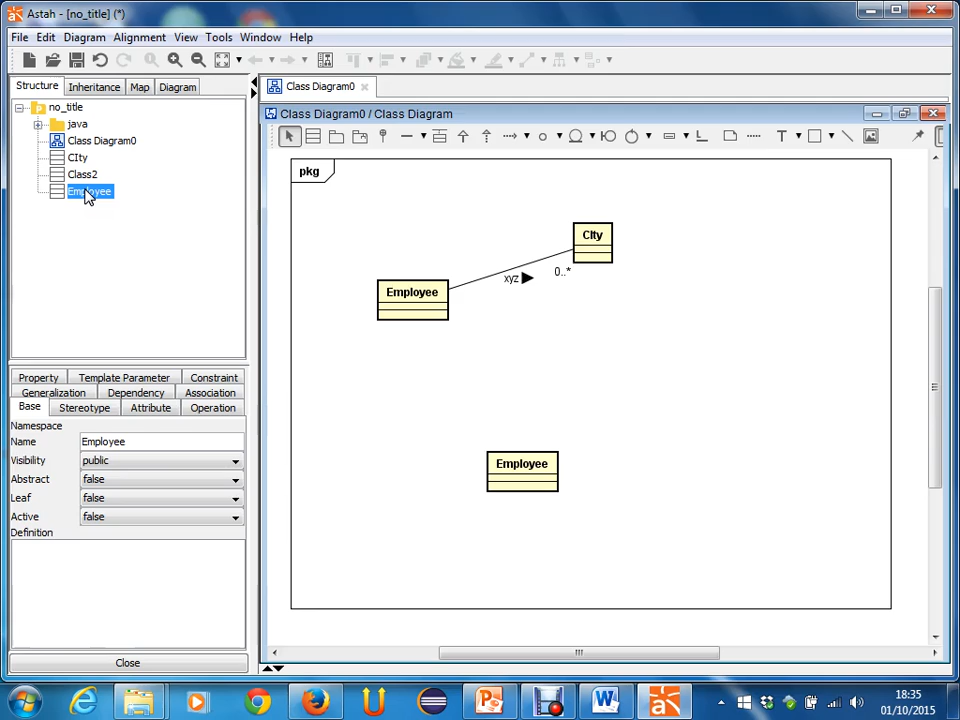 Astah - [no_title] (*)
File Edit Diagram Alignment View Tools Window Help
Structure Inheritance Map Diagram
no_title
java
Class Diagram0
CIty
Class2
Employee
Property Template Parameter Constraint
Generalization Dependency Association
Base Stereotype Attribute Operation
Namespace
Name Employee
Visibility public
Abstract false
Leaf false
Active false
Definition
Close
Class Diagram0
Class Diagram0 / Class Diagram
T
pkg
CIty
0..*
xyz
Employee
Employee
18:35
01/10/2015